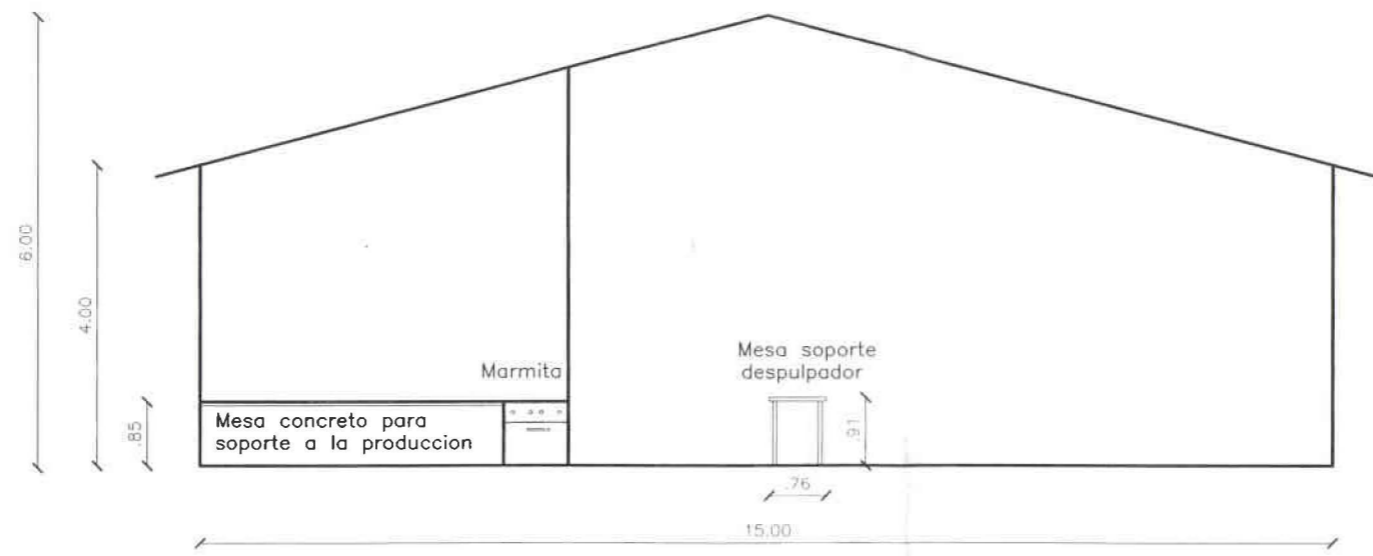 6.00
4.00
.85
Marmita
Mesa concreto para
soporte a la produccion
Mesa soporte
despulpador
.91
.76
15.00